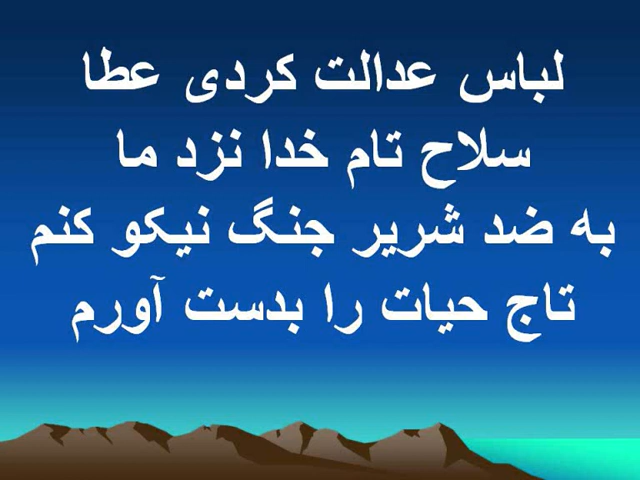 لباس عدالت کردی عطا
سلاح تام خدا نزد ما
به ضد شریر جنگ نیکو کنم
تاج حیات را بدست آورم